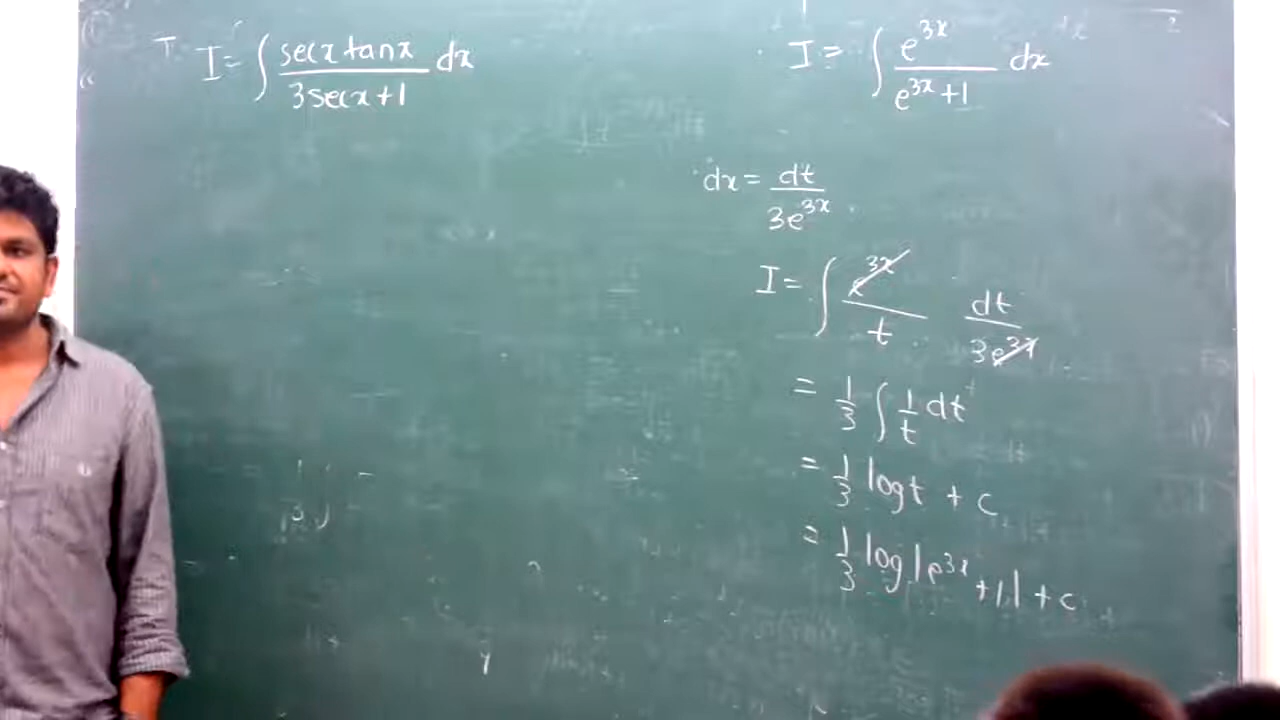 I = ∫ secx tanx / 3secx+1 dx
I = ∫ e^3x / e^3x +1 dx
dx = dt / 3e^3x
I = ∫ e^3x / t dt / 3e^3x
= 1/3 ∫ 1/t dt
= 1/3 log t + c
= 1/3 log |e^3x +1| + c